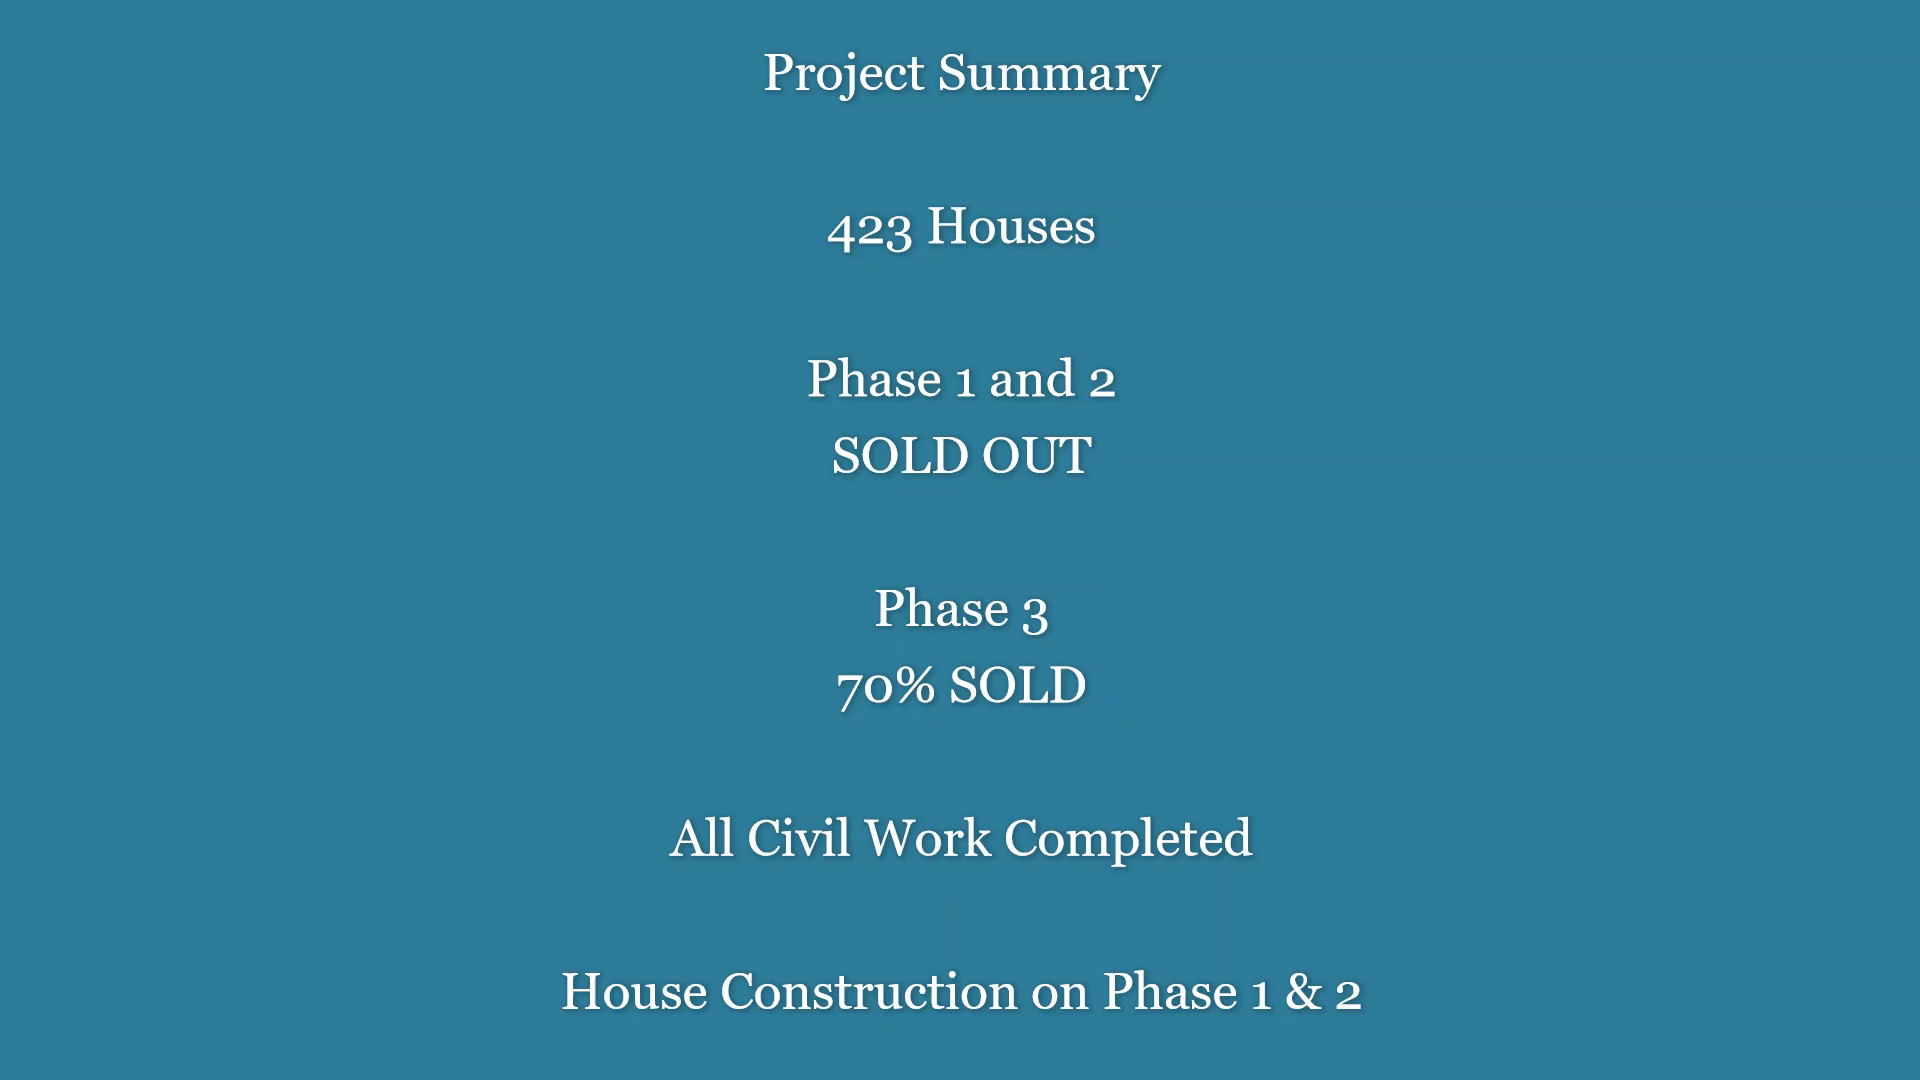 Project Summary
423 Houses
Phase 1 and 2
SOLD OUT
Phase 3
70% SOLD
All Civil Work Completed
House Construction on Phase 1 & 2